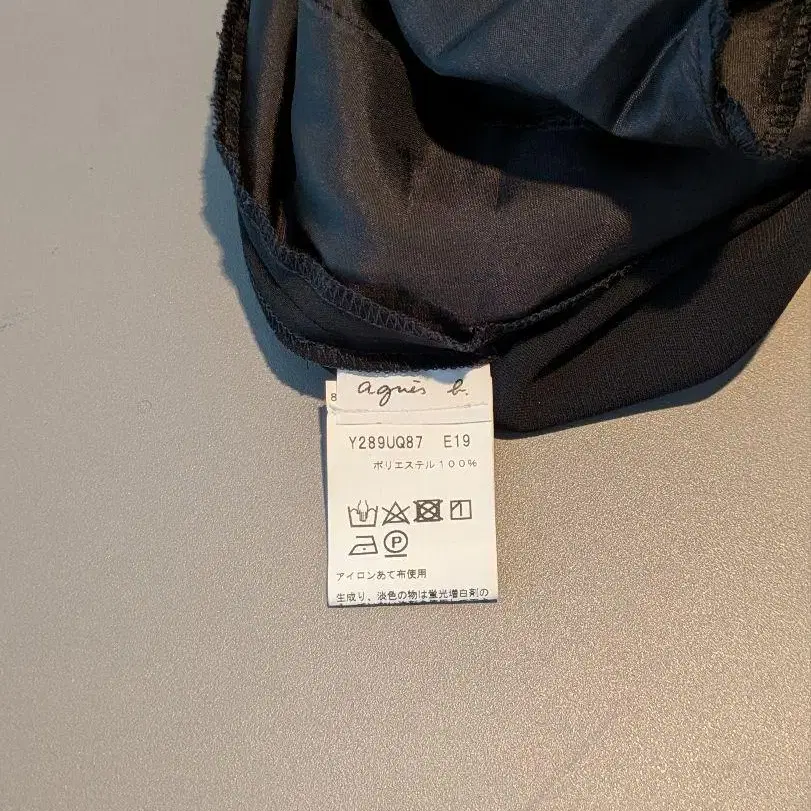 agnès b.
8
Y289UQ87 E19
ポリエステル100%
P
アイロンあて布使用
生成り、淡色の物は蛍光増白剤の